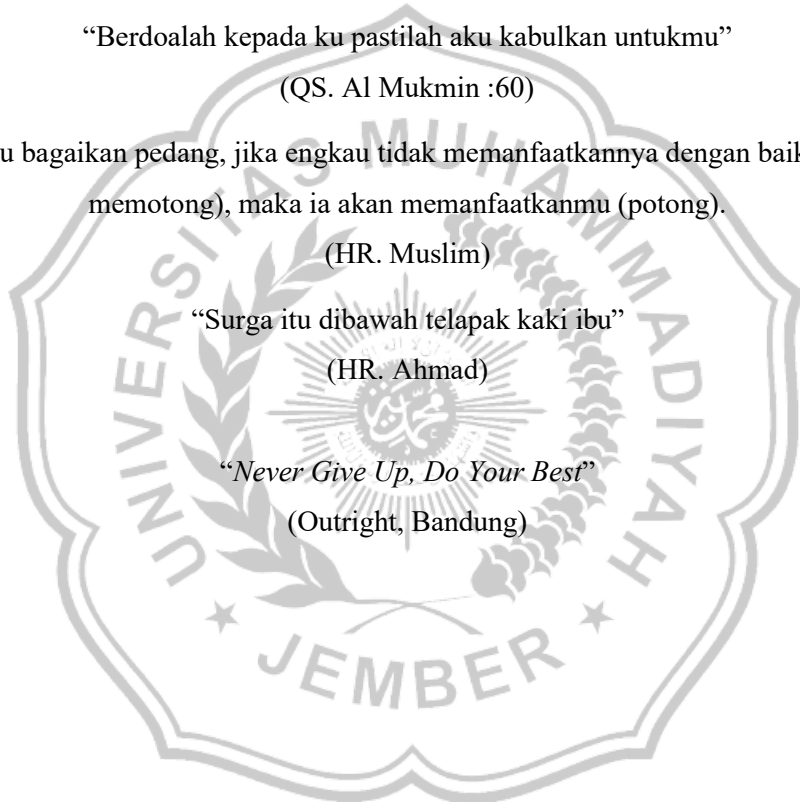 “Berdoalah kepada ku pastilah aku kabulkan untukmu”
(QS. Al Mukmin :60)
u bagaikan pedang, jika engkau tidak memanfaatkannya dengan baik
memotong), maka ia akan memanfaatkanmu (potong).
(HR. Muslim)
“Surga itu dibawah telapak kaki ibu”
(HR. Ahmad)
“Never Give Up, Do Your Best”
(Outright, Bandung)
UNIVERSITAS MUHAMMADIYAH
JEMBER